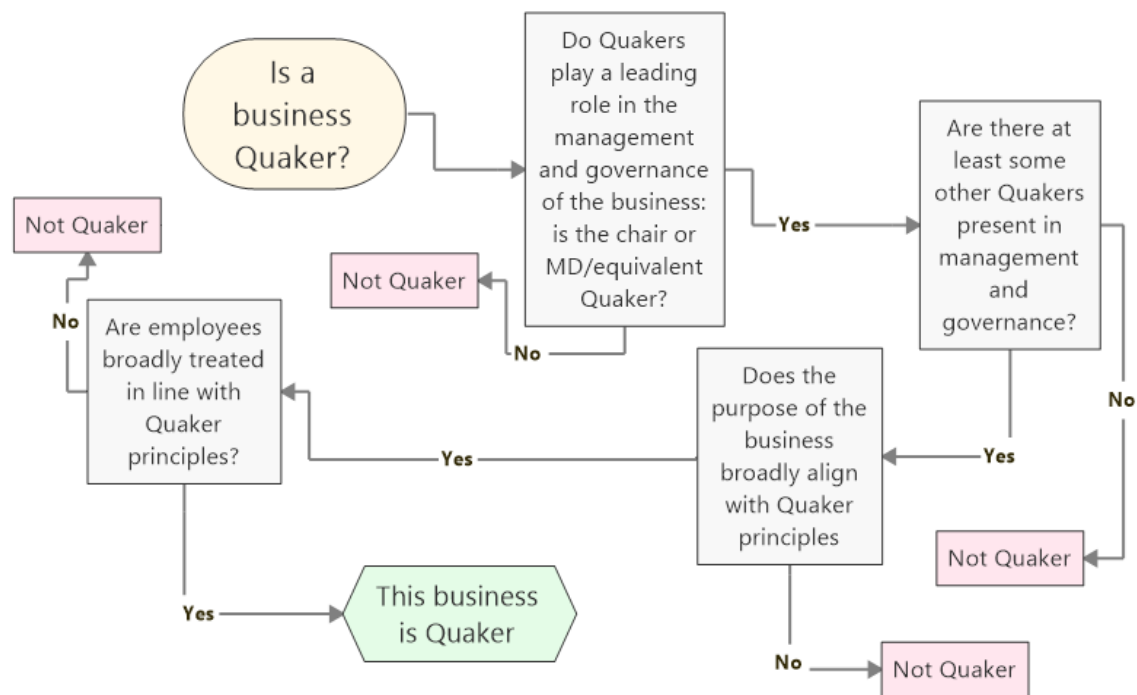 Is a
business
Quaker?
Do Quakers
play a leading
role in the
management
and governance
of the business:
is the chair or
MD/equivalent
Quaker?
No
Not Quaker
Yes
Are there at
least some
other Quakers
present in
management
and
governance?
No
Not Quaker
Yes
Does the
purpose of the
business
broadly align
with Quaker
principles
No
Not Quaker
Yes
Are employees
broadly treated
in line with
Quaker
principles?
No
Not Quaker
Yes
This business
is Quaker